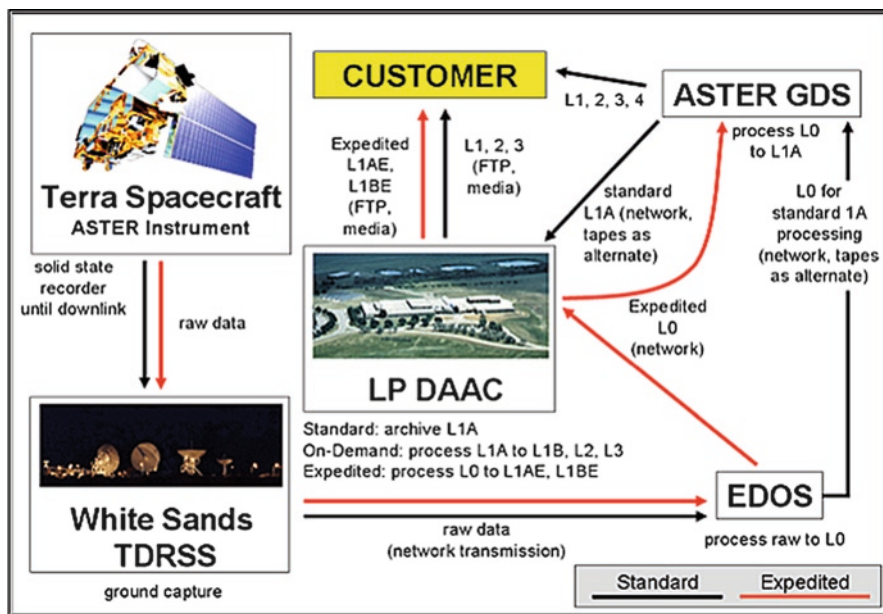 CUSTOMER
L1, 2, 3, 4
ASTER GDS
process L0
to L1A
Terra Spacecraft
ASTER Instrument
solid state
recorder
until downlink
raw data
Expedited
L1AE,
L1BE
(FTP,
media)
L1, 2, 3
(FTP,
media)
standard
L1A (network,
tapes as
alternate)
L0 for
standard 1A
processing
(network, tapes
as alternate)
Expedited
L0
(network)
LP DAAC
Standard: archive L1A
On-Demand: process L1A to L1B, L2, L3
Expedited: process L0 to L1AE, L1BE
White Sands
TDRSS
ground capture
raw data
(network transmission)
EDOS
process raw to L0
Standard
Expedited